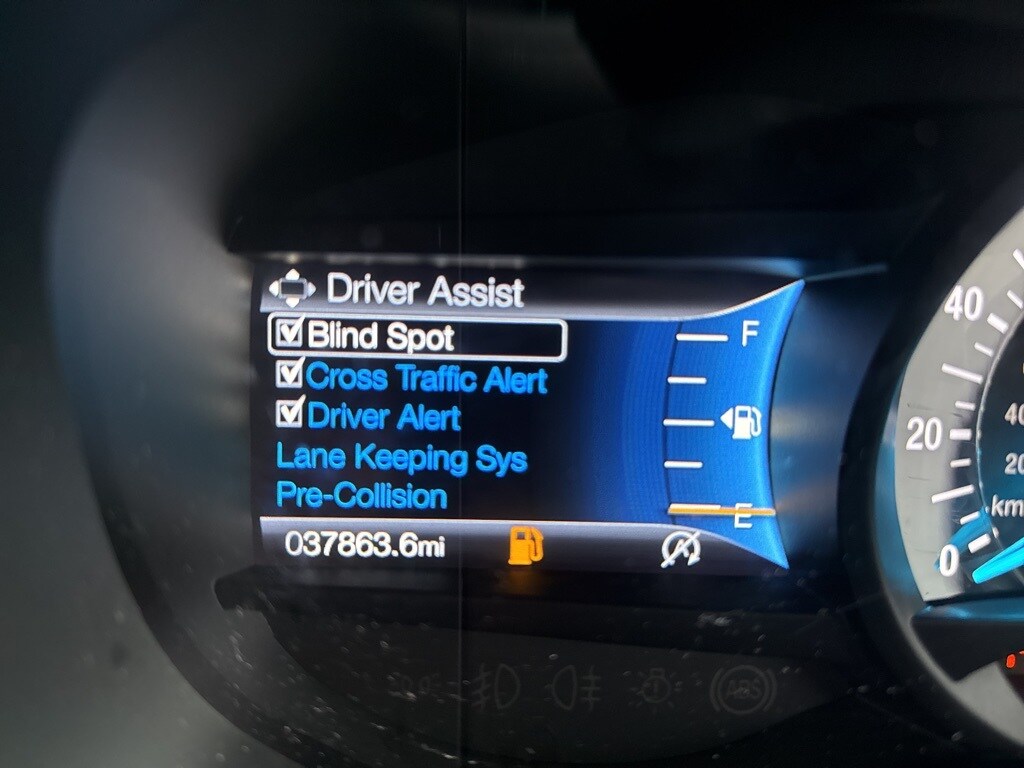 Driver Assist
Blind Spot
Cross Traffic Alert
Driver Alert
Lane Keeping Sys
Pre-Collision
F
E
037863.6mi
40
20
0
40
20
km
ABS